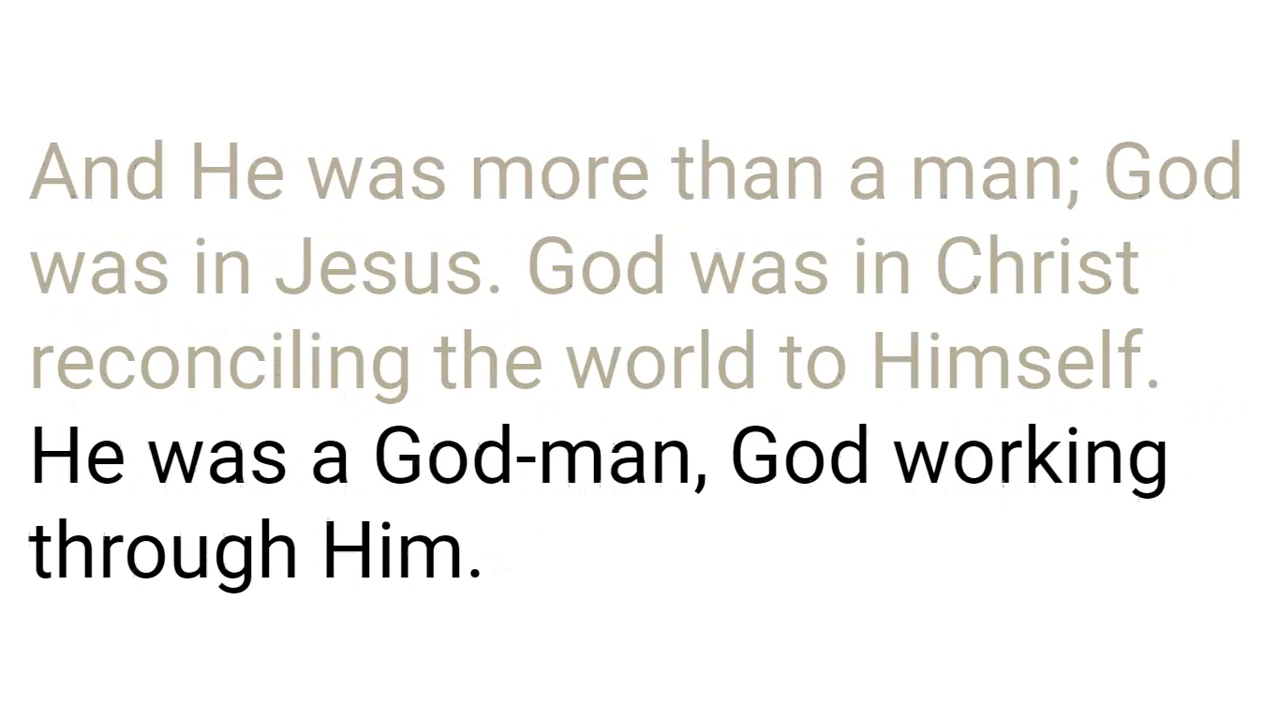 And He was more than a man; God
was in Jesus. God was in Christ
reconciling the world to Himself.
He was a God-man, God working
through Him.